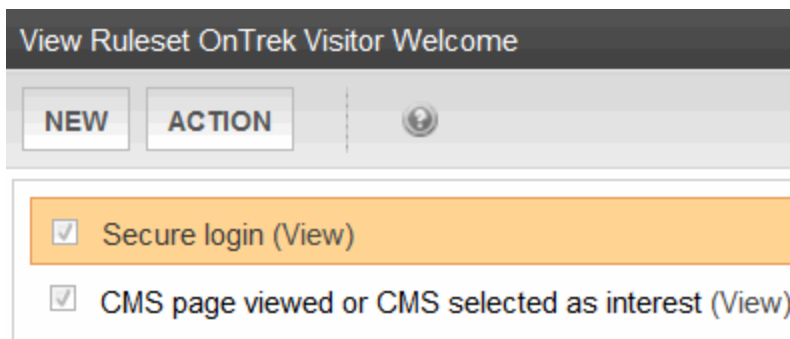 View Ruleset OnTrek Visitor Welcome
NEW ACTION
Secure login (View)
CMS page viewed or CMS selected as interest (View)